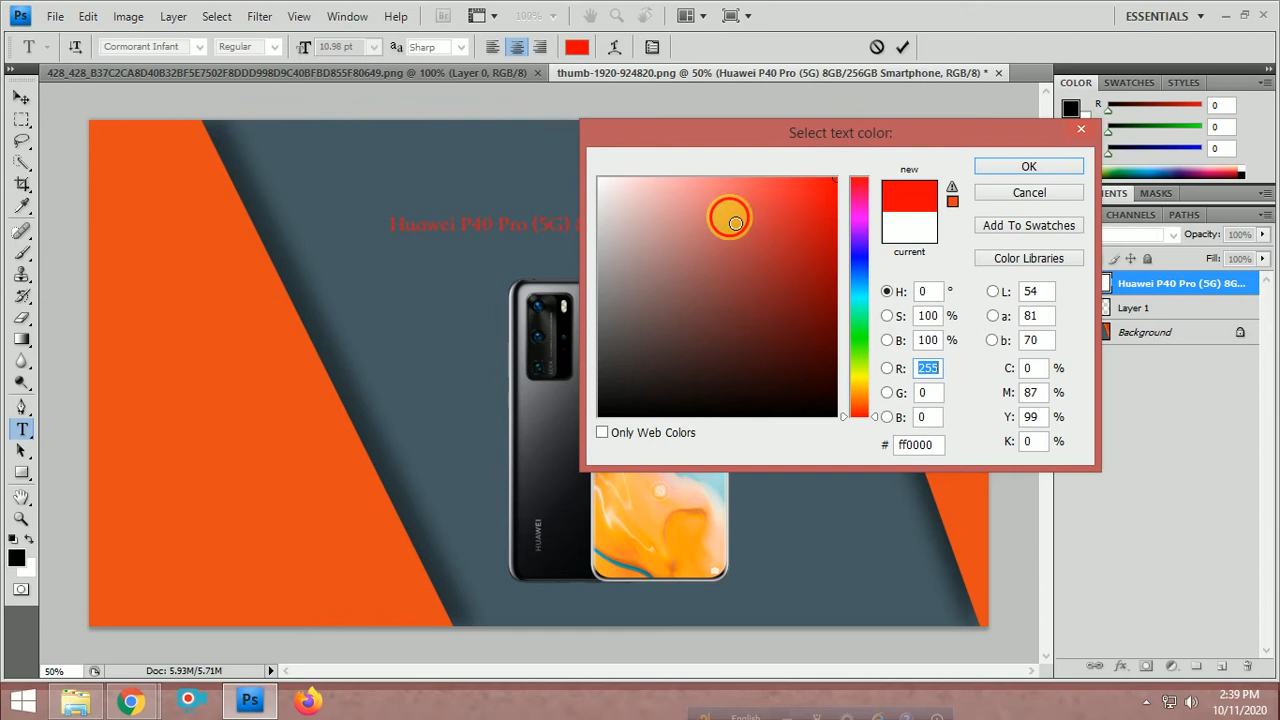 Ps File Edit Image Layer Select Filter View Window Help Br 100% ESSENTIALS
T Cormorant Infant Regular 10.98 pt aa Sharp
428_428_B37C2CA8D40B32BF5E7502F8DDD998D9C40BFBD855F80649.png @ 100% (Layer 0, RGB/8) × thumb-1920-924820.png @ 50% (Huawei P40 Pro (5G) 8GB/256GB Smartphone, RGB/8) * ×
COLOR SWATCHES STYLES
R 0
0
0
MENTS MASKS
CHANNELS PATHS
Opacity: 100%
Fill: 100%
Huawei P40 Pro (5G) 8G...
Layer 1
Background
Select text color:
new
current
OK
Cancel
Add To Swatches
Color Libraries
H: 0 ° L: 54
S: 100 % a: 81
B: 100 % b: 70
R: 255 C: 0 %
G: 0 M: 87 %
B: 0 Y: 99 %
# ff0000 K: 0 %
Only Web Colors
Huawei P40 Pro (5G)
HUAWEI
50% Doc: 5.93M/5.71M
Ps English 2:39 PM
10/11/2020